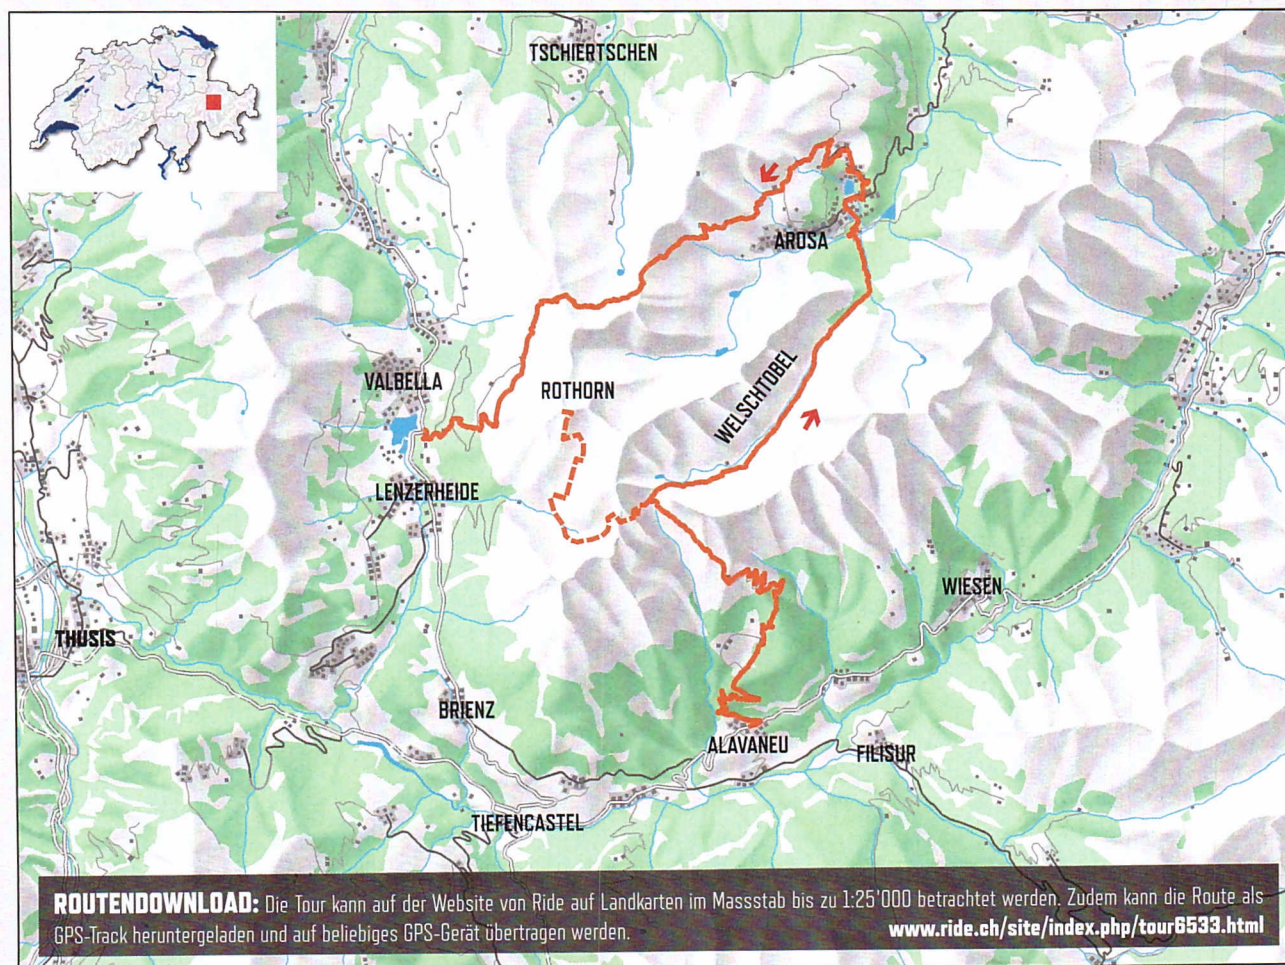 TSCHIERTSCHEN
AROSA
VALBELLA
ROTHORN
WELSCHTOBEL
LENZERHEIDE
WIESEN
THUSIS
BRIENZ
ALAVANEU
FILISUR
TIEFENCASTEL
ROUTENDOWNLOAD: Die Tour kann auf der Website von Ride auf Landkarten im Massstab bis zu 1:25'000 betrachtet werden. Zudem kann die Route als
GPS-Track heruntergeladen und auf beliebiges GPS-Gerät übertragen werden. www.ride.ch/site/index.php/tour6533.html